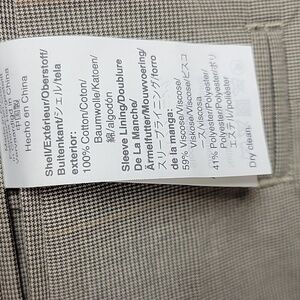 Hecho en China
Shell/Extérieur/Oberstoff/
Buitenkant/シェル/tela
exterior:
100% Cotton/Coton/
Baumwolle/Katoen/
綿/algodón
Sleeve Lining/Doublure
De La Manche/
Ärmelfutter/Mouwvoering/
スリーブライニング/forro
de la manga:
59% Viscose/Viscose/
Viskose/Viscose/ビスコ
ース/viscosa
41% Polyester/Polyester/
Polyester/Polyester/ポリ
エステル/poliéster
Dry clean